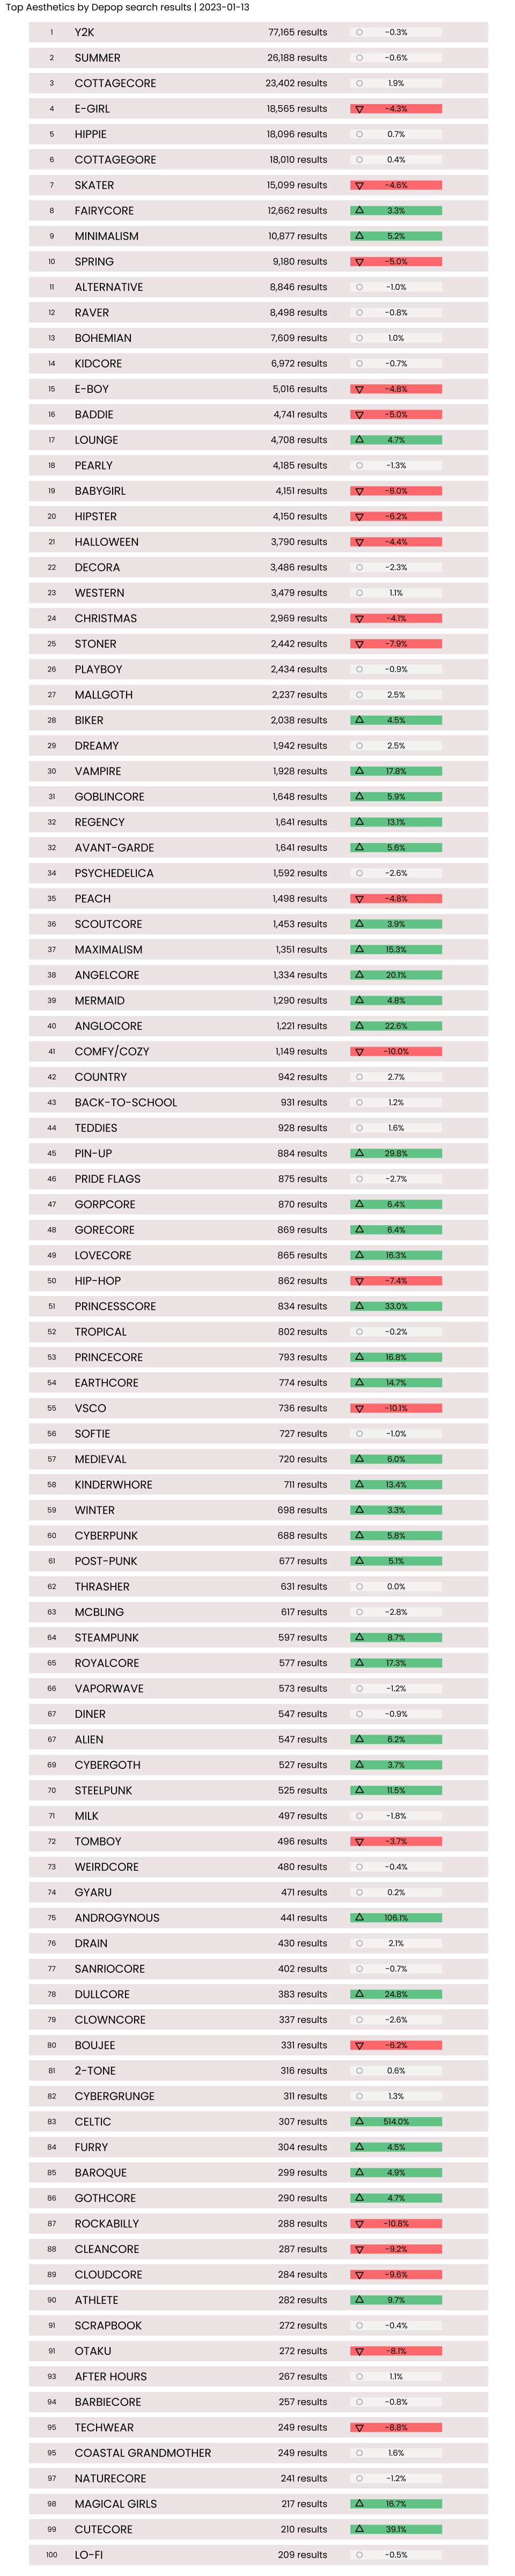 Top Aesthetics by Depop search results | 2023-01-13
1 Y2K 77,165 results -0.3%
2 SUMMER 26,188 results -0.6%
3 COTTAGECORE 23,402 results 1.9%
4 E-GIRL 18,565 results -4.3%
5 HIPPIE 18,096 results 0.7%
6 COTTAGEGORE 18,010 results 0.4%
7 SKATER 15,099 results -4.6%
8 FAIRYCORE 12,662 results 3.3%
9 MINIMALISM 10,877 results 5.2%
10 SPRING 9,180 results -5.0%
11 ALTERNATIVE 8,846 results -1.0%
12 RAVER 8,498 results -0.8%
13 BOHEMIAN 7,609 results 1.0%
14 KIDCORE 6,972 results -0.7%
15 E-BOY 5,016 results -4.8%
16 BADDIE 4,741 results -5.0%
17 LOUNGE 4,708 results 4.7%
18 PEARLY 4,185 results -1.3%
19 BABYGIRL 4,151 results -8.0%
20 HIPSTER 4,150 results -6.2%
21 HALLOWEEN 3,790 results -4.4%
22 DECORA 3,486 results -2.3%
23 WESTERN 3,479 results 1.1%
24 CHRISTMAS 2,969 results -4.1%
25 STONER 2,442 results -7.9%
26 PLAYBOY 2,434 results -0.9%
27 MALLGOTH 2,237 results 2.5%
28 BIKER 2,038 results 4.5%
29 DREAMY 1,942 results 2.5%
30 VAMPIRE 1,928 results 17.8%
31 GOBLINCORE 1,648 results 5.9%
32 REGENCY 1,641 results 13.1%
32 AVANT-GARDE 1,641 results 5.6%
34 PSYCHEDELICA 1,592 results -2.6%
35 PEACH 1,498 results -4.8%
36 SCOUTCORE 1,453 results 3.9%
37 MAXIMALISM 1,351 results 15.3%
38 ANGELCORE 1,334 results 20.1%
39 MERMAID 1,290 results 4.8%
40 ANGLOCORE 1,221 results 22.6%
41 COMFY/COZY 1,149 results -10.0%
42 COUNTRY 942 results 2.7%
43 BACK-TO-SCHOOL 931 results 1.2%
44 TEDDIES 928 results 1.6%
45 PIN-UP 884 results 29.8%
46 PRIDE FLAGS 875 results -2.7%
47 GORPCORE 870 results 6.4%
48 GORECORE 869 results 6.4%
49 LOVECORE 865 results 16.3%
50 HIP-HOP 862 results -7.4%
51 PRINCESSCORE 834 results 33.0%
52 TROPICAL 802 results -0.2%
53 PRINCECORE 793 results 16.8%
54 EARTHCORE 774 results 14.7%
55 VSCO 736 results -10.1%
56 SOFTIE 727 results -1.0%
57 MEDIEVAL 720 results 6.0%
58 KINDERWHORE 711 results 13.4%
59 WINTER 698 results 3.3%
60 CYBERPUNK 688 results 5.8%
61 POST-PUNK 677 results 5.1%
62 THRASHER 631 results 0.0%
63 MCBLING 617 results -2.8%
64 STEAMPUNK 597 results 8.7%
65 ROYALCORE 577 results 17.3%
66 VAPORWAVE 573 results -1.2%
67 DINER 547 results -0.9%
67 ALIEN 547 results 6.2%
69 CYBERGOTH 527 results 3.7%
70 STEELPUNK 525 results 11.5%
71 MILK 497 results -1.8%
72 TOMBOY 496 results -3.7%
73 WEIRDCORE 480 results -0.4%
74 GYARU 471 results 0.2%
75 ANDROGYNOUS 441 results 106.1%
76 DRAIN 430 results 2.1%
77 SANRIOCORE 402 results -0.7%
78 DULLCORE 383 results 24.8%
79 CLOWNCORE 337 results -2.6%
80 BOUJEE 331 results -6.2%
81 2-TONE 316 results 0.6%
82 CYBERGRUNGE 311 results 1.3%
83 CELTIC 307 results 514.0%
84 FURRY 304 results 4.5%
85 BAROQUE 299 results 4.9%
86 GOTHCORE 290 results 4.7%
87 ROCKABILLY 288 results -10.8%
88 CLEANCORE 287 results -9.2%
89 CLOUDCORE 284 results -9.6%
90 ATHLETE 282 results 9.7%
91 SCRAPBOOK 272 results -0.4%
91 OTAKU 272 results -8.1%
93 AFTER HOURS 267 results 1.1%
94 BARBIECORE 257 results -0.8%
95 TECHWEAR 249 results -8.8%
95 COASTAL GRANDMOTHER 249 results 1.6%
97 NATURECORE 241 results -1.2%
98 MAGICAL GIRLS 217 results 16.7%
99 CUTECORE 210 results 39.1%
100 LO-FI 209 results -0.5%